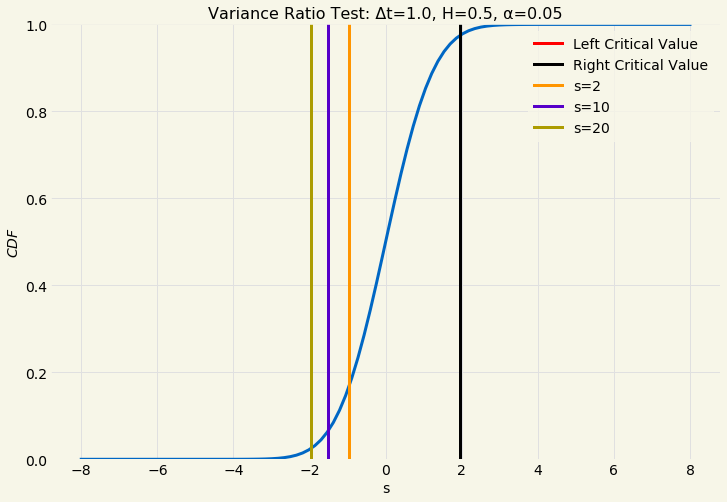 Variance Ratio Test: Δt=1.0, H=0.5, α=0.05
1.0
0.8
0.6
0.4
0.2
0.0
CDF
Left Critical Value
Right Critical Value
s=2
s=10
s=20
−8 −6 −4 −2 0 2 4 6 8
s